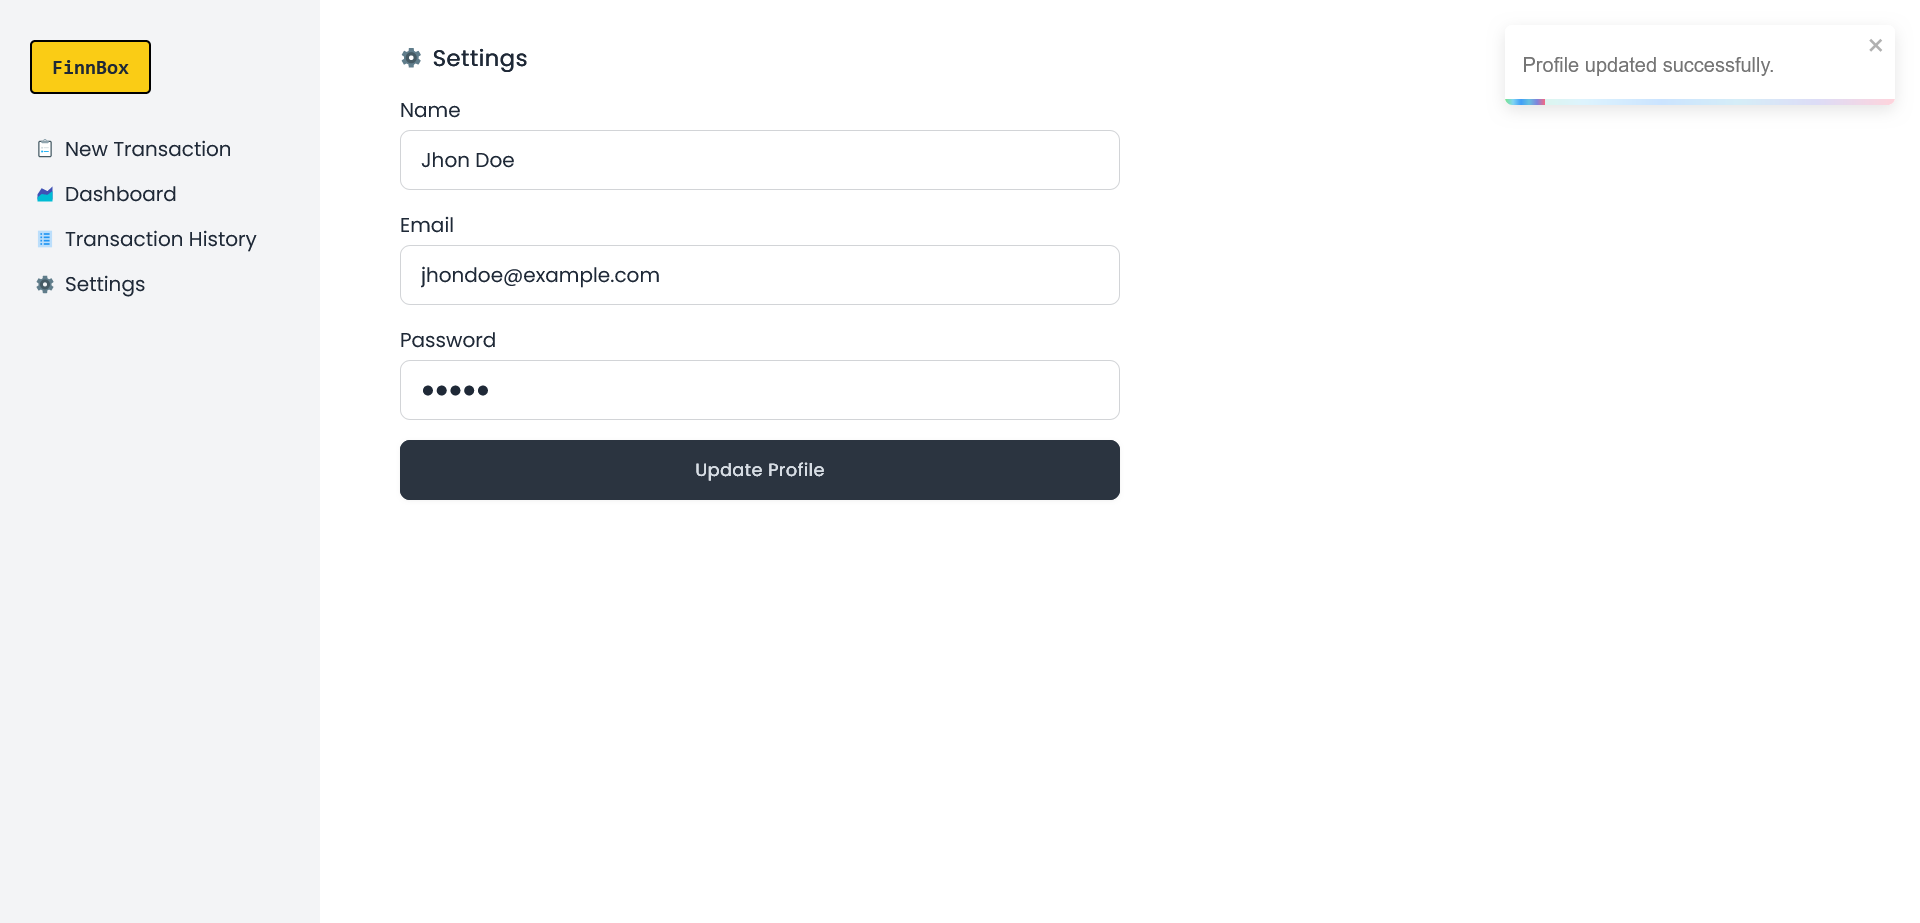 FinnBox
New Transaction
Dashboard
Transaction History
Settings
Settings
Name
Jhon Doe
Email
jhondoe@example.com
Password
●●●●●
Update Profile
Profile updated successfully.